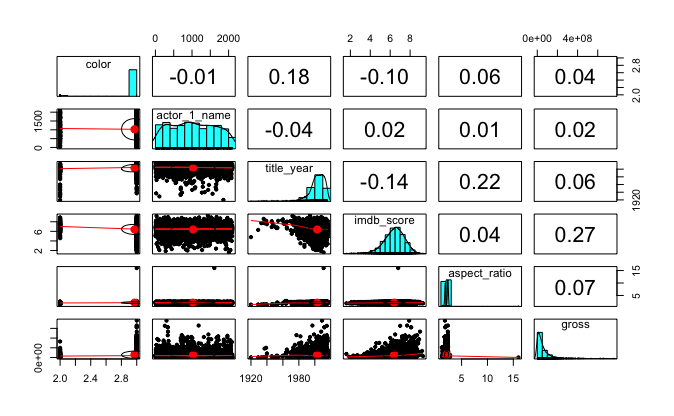 0 1000 2000 2 4 6 8 0e+00 4e+08
color -0.01 0.18 -0.10 0.06 0.04 2.0 2.4 2.8
0 1500 actor_1_name -0.04 0.02 0.01 0.02
title_year -0.14 0.22 0.06 1920
2 6 imdb_score 0.04 0.27
aspect_ratio 0.07 5 15
0e+00 gross
2.0 2.4 2.8 1920 1980 5 10 15